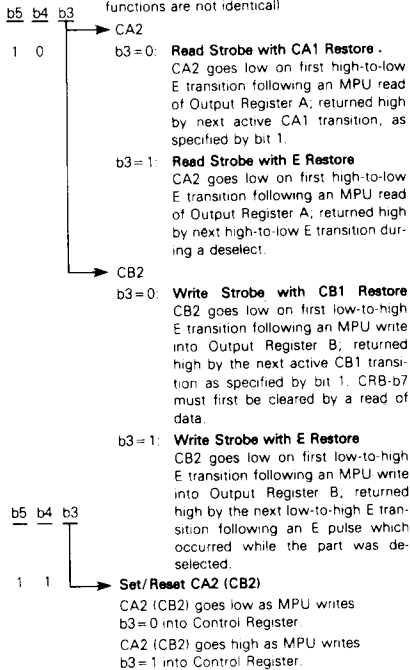 functions are not identical)
b5 b4 b3
CA2
1 0
b3 = 0: Read Strobe with CA1 Restore .
CA2 goes low on first high-to-low
E transition following an MPU read
of Output Register A; returned high
by next active CA1 transition, as
specified by bit 1.
b3 = 1: Read Strobe with E Restore
CA2 goes low on first high-to-low
E transition following an MPU read
of Output Register A; returned high
by next high-to-low E transition dur-
ing a deselect.
CB2
b3 = 0: Write Strobe with CB1 Restore
CB2 goes low on first low-to-high
E transition following an MPU write
into Output Register B; returned
high by the next active CB1 transi-
tion as specified by bit 1. CRB-b7
must first be cleared by a read of
data.
b3 = 1: Write Strobe with E Restore
CB2 goes low on first low-to-high
E transition following an MPU write
into Output Register B; returned
high by the next low-to-high E tran-
sition following an E pulse which
occurred while the part was de-
selected.
b5 b4 b3
1 1 Set/Reset CA2 (CB2)
CA2 (CB2) goes low as MPU writes
b3 = 0 into Control Register.
CA2 (CB2) goes high as MPU writes
b3 = 1 into Control Register.